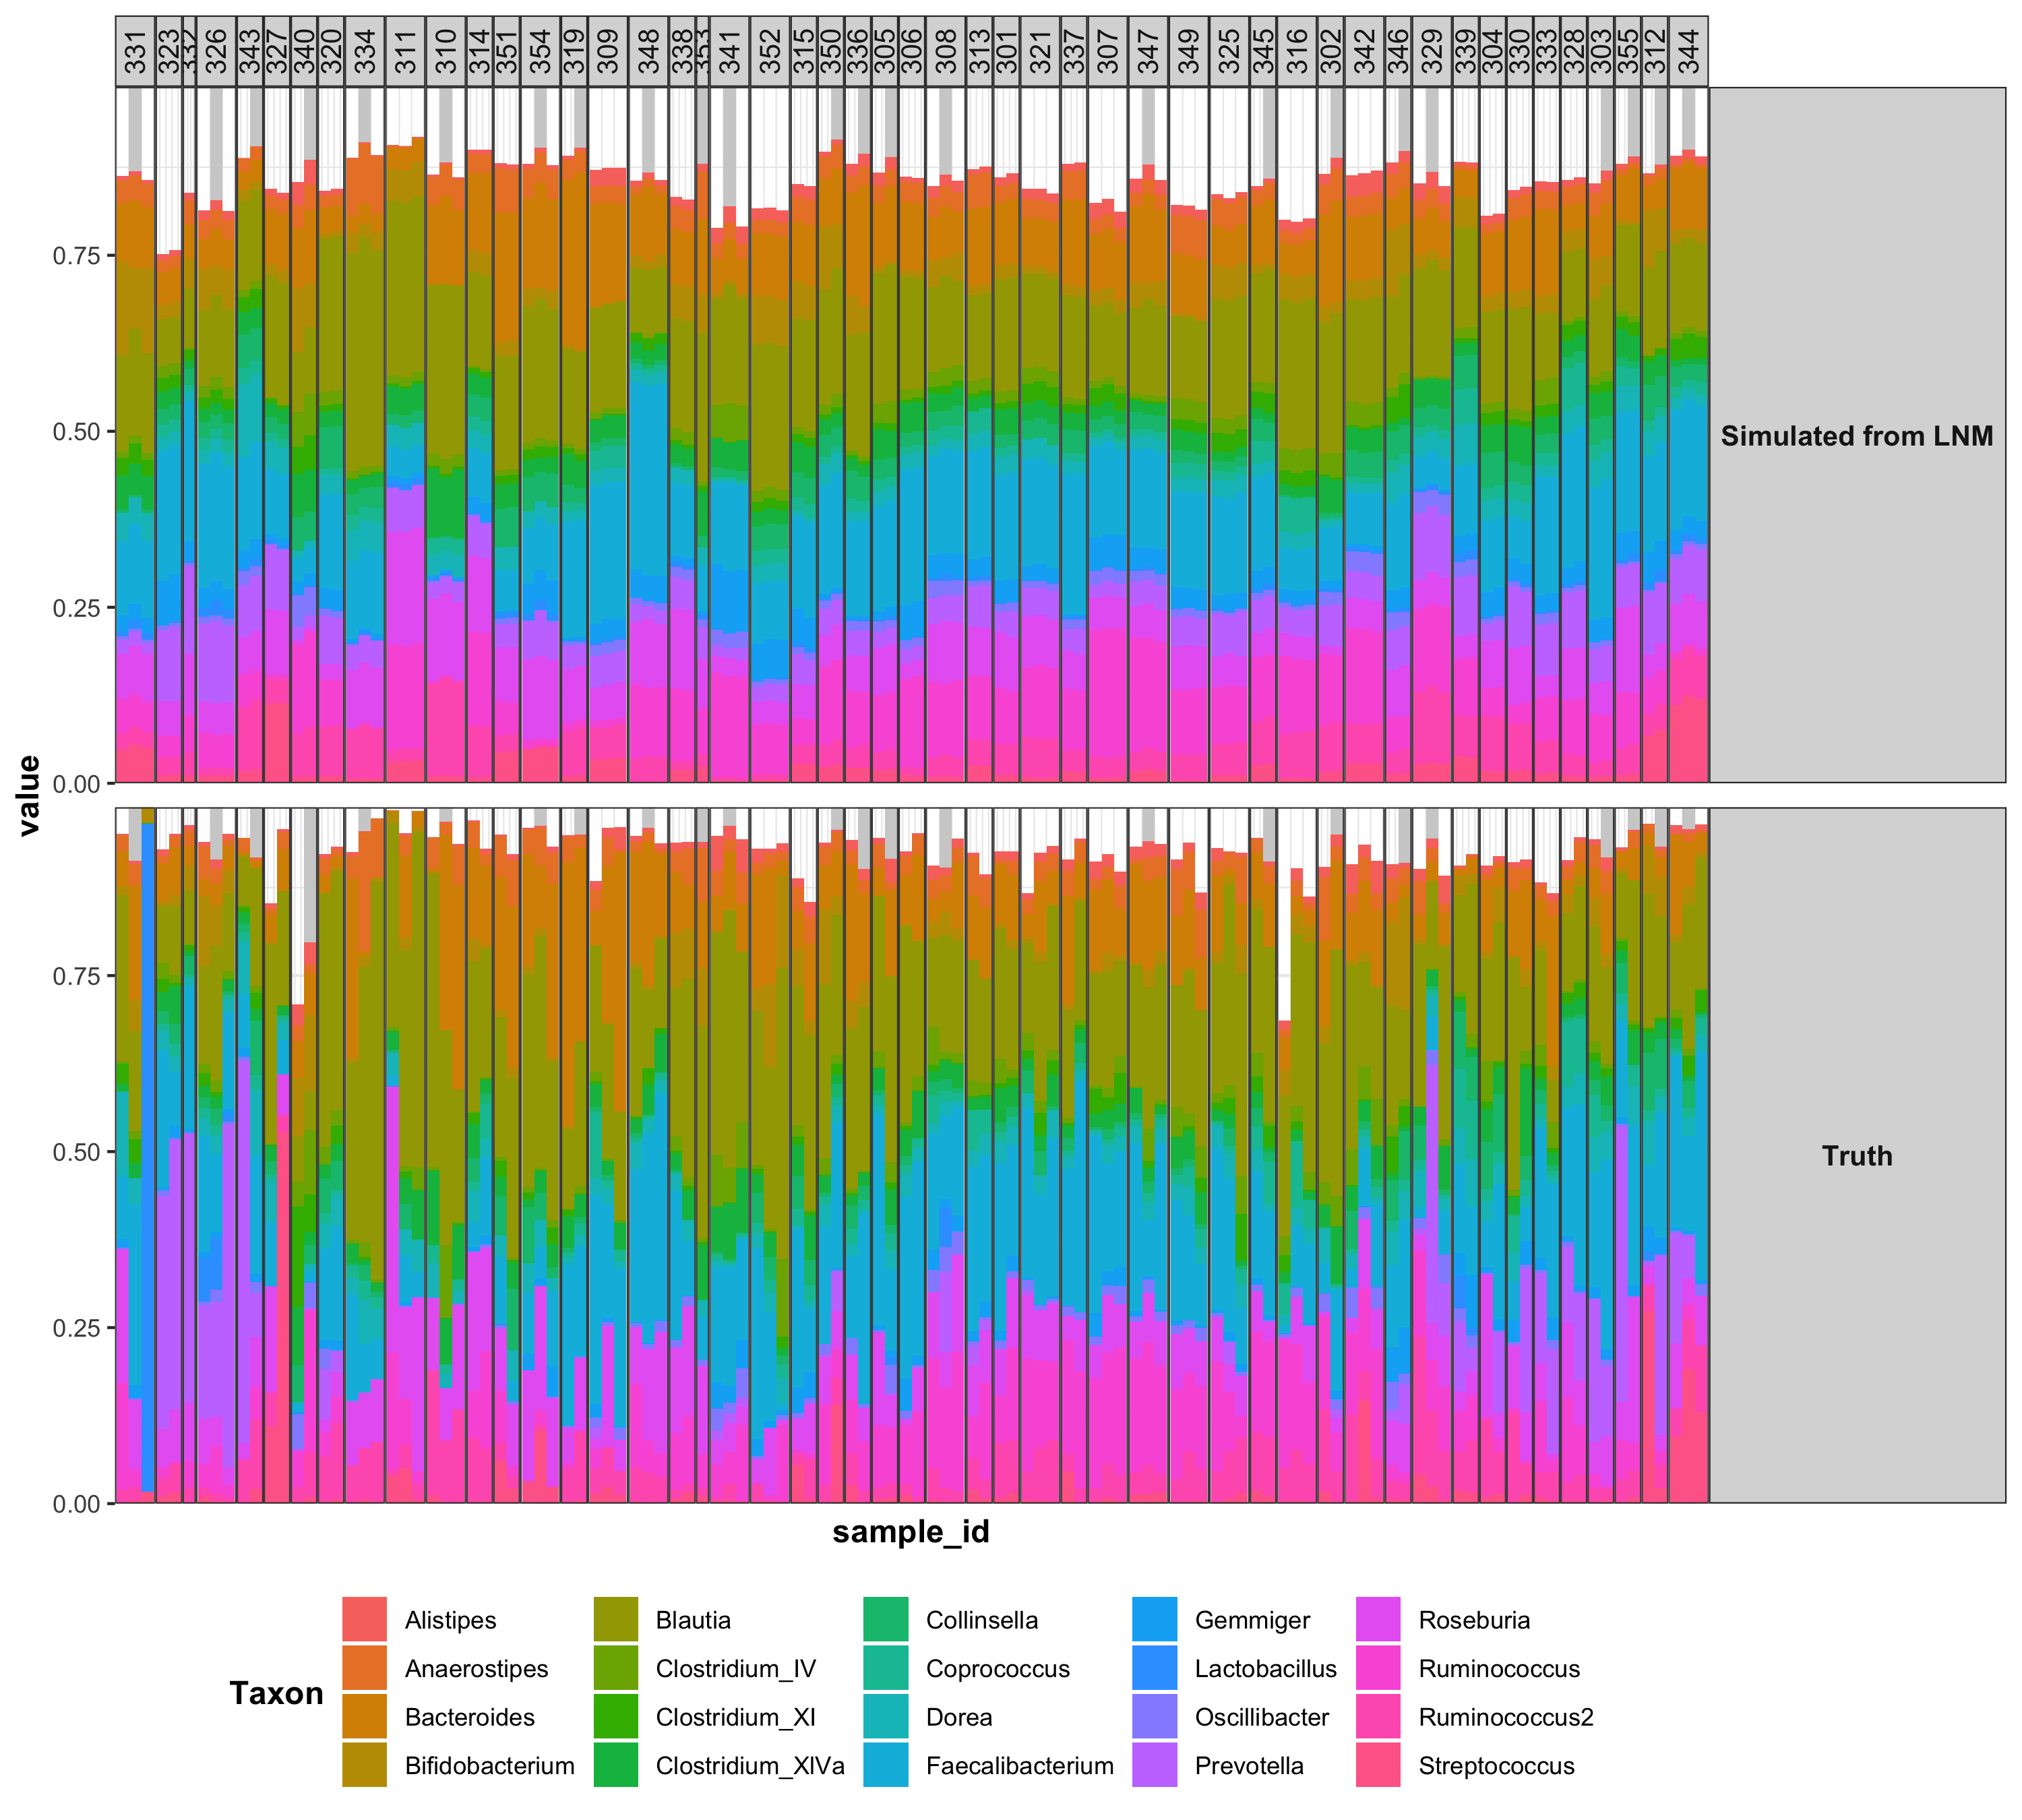 331 323 332 326 343 327 340 320 334 311 310 314 351 354 319 309 348 338 353 341 352 315 350 336 305 306 308 313 301 321 337 307 347 349 325 345 316 302 342 346 329 339 304 330 333 328 303 355 312 344
0.75
0.50
0.25
0.00
Simulated from LNM
value
0.75
0.50
0.25
0.00
Truth
sample_id
Taxon
Alistipes
Anaerostipes
Bacteroides
Bifidobacterium
Blautia
Clostridium_IV
Clostridium_XI
Clostridium_XlVa
Collinsella
Coprococcus
Dorea
Faecalibacterium
Gemmiger
Lactobacillus
Oscillibacter
Prevotella
Roseburia
Ruminococcus
Ruminococcus2
Streptococcus